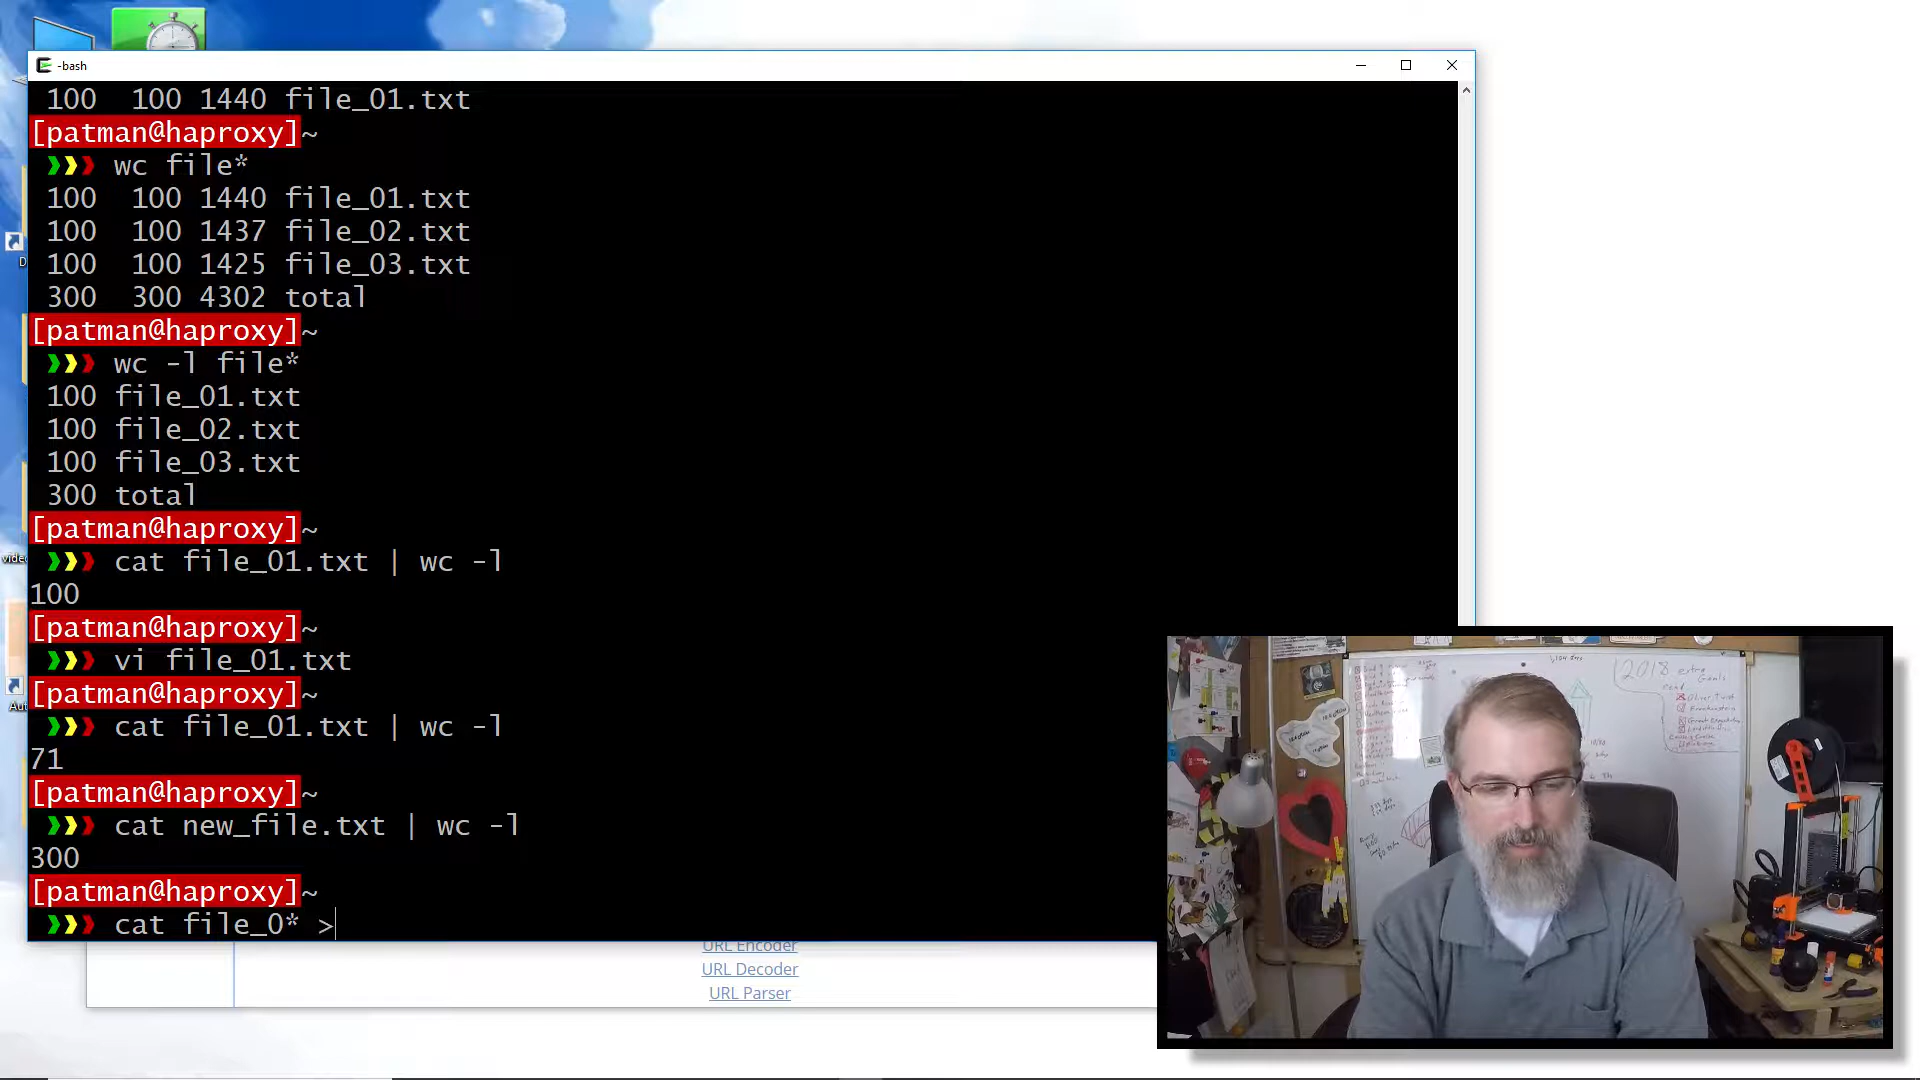 -bash
100 100 1440 file_01.txt
[patman@haproxy]~
❯❯❯ wc file*
100 100 1440 file_01.txt
100 100 1437 file_02.txt
100 100 1425 file_03.txt
300 300 4302 total
[patman@haproxy]~
❯❯❯ wc -l file*
100 file_01.txt
100 file_02.txt
100 file_03.txt
300 total
[patman@haproxy]~
❯❯❯ cat file_01.txt | wc -l
100
[patman@haproxy]~
❯❯❯ vi file_01.txt
[patman@haproxy]~
❯❯❯ cat file_01.txt | wc -l
71
[patman@haproxy]~
❯❯❯ cat new_file.txt | wc -l
300
[patman@haproxy]~
❯❯❯ cat file_0* >
URL Encoder
URL Decoder
URL Parser
2018 extra
Goals